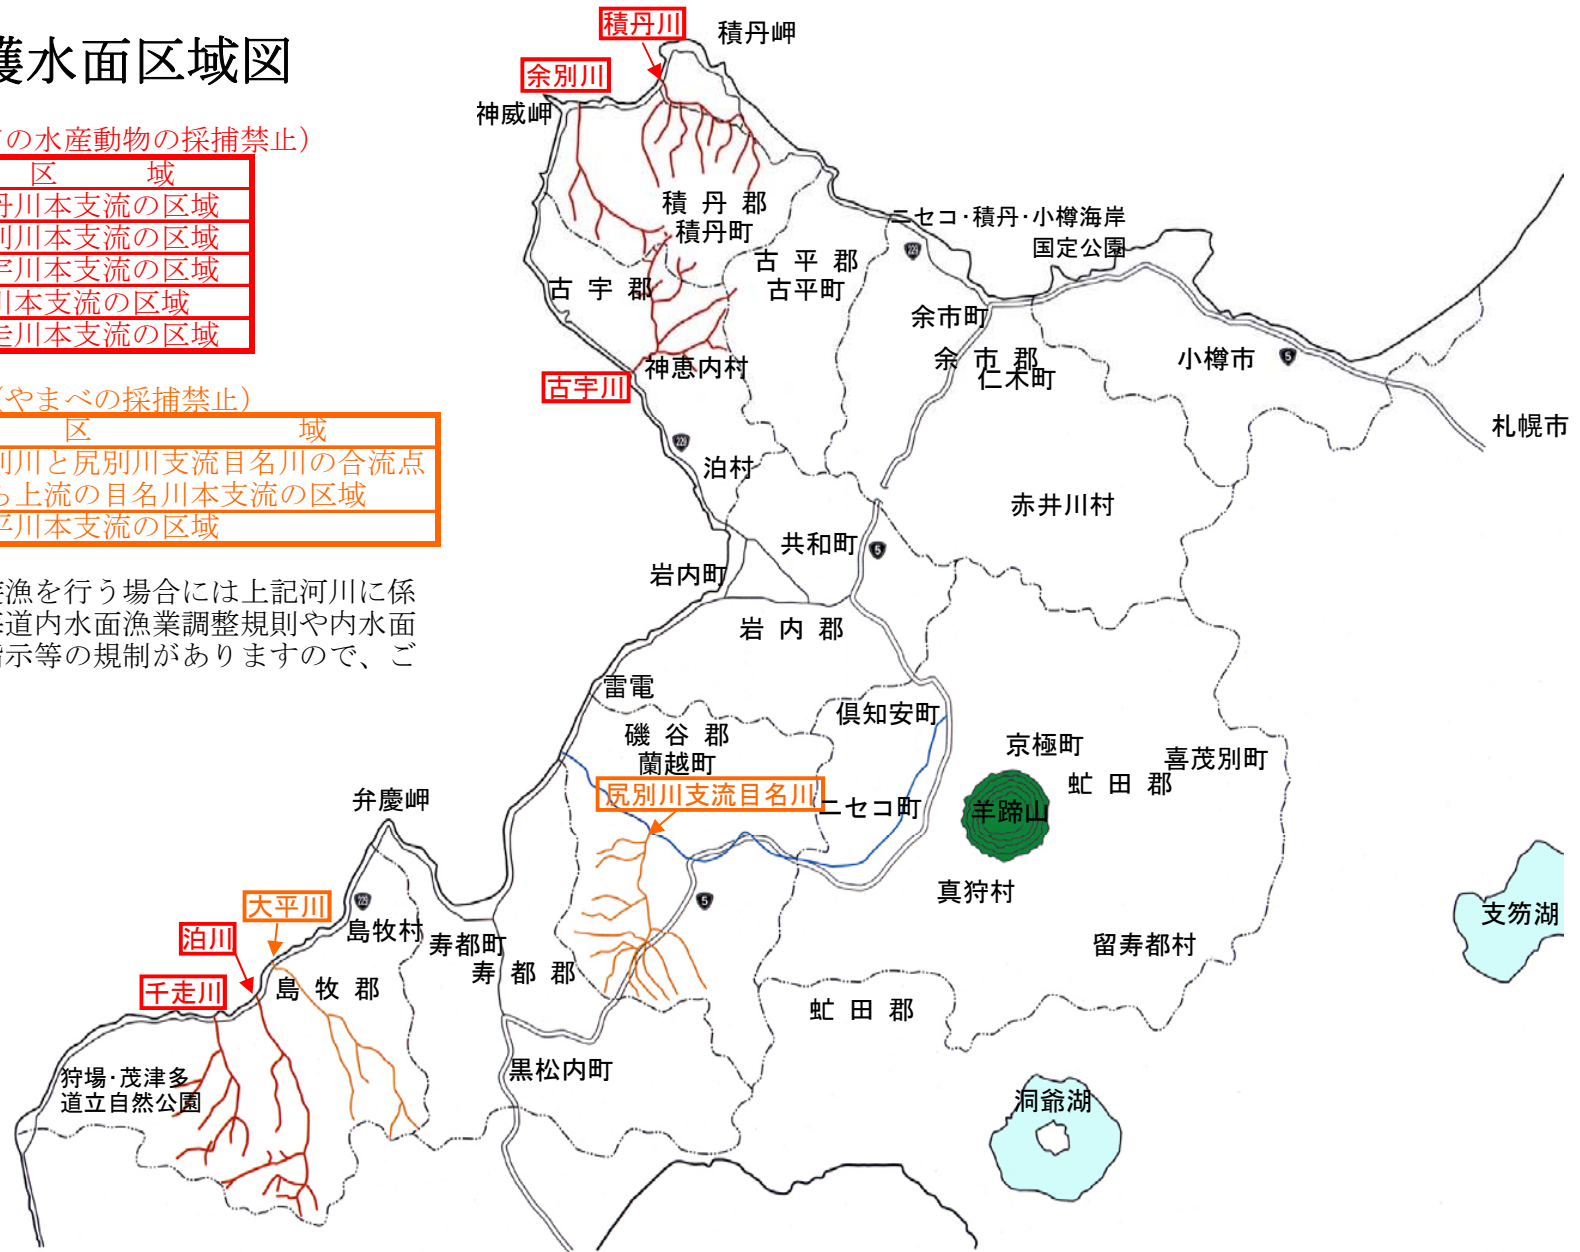 護水面区域図
の水産動物の採捕禁止）
区　域
丹川本支流の区域
別川本支流の区域
宇川本支流の区域
川本支流の区域
走川本支流の区域
（やまべの採捕禁止）
区　域
別川と尻別川支流目名川の合流点
ら上流の目名川本支流の区域
平川本支流の区域
漁を行う場合には上記河川に係
道内水面漁業調整規則や内水面
指示等の規制がありますので、ご
積丹川
積丹岬
余別川
神威岬
積丹郡
積丹町
ニセコ・積丹・小樽海岸
国定公園
229
古平郡
古平町
古宇郡
余市町
余市郡
仁木町
小樽市
5
神恵内村
古宇川
札幌市
229
泊村
赤井川村
共和町
5
岩内町
岩内郡
雷電
倶知安町
磯谷郡
蘭越町
京極町
喜茂別町
虻田郡
尻別川支流目名川
ニセコ町
羊蹄山
弁慶岬
真狩村
5
229
大平川
島牧村
寿都町
寿都郡
泊川
留寿都村
支笏湖
千走川
島牧郡
虻田郡
黒松内町
狩場・茂津多
道立自然公園
洞爺湖